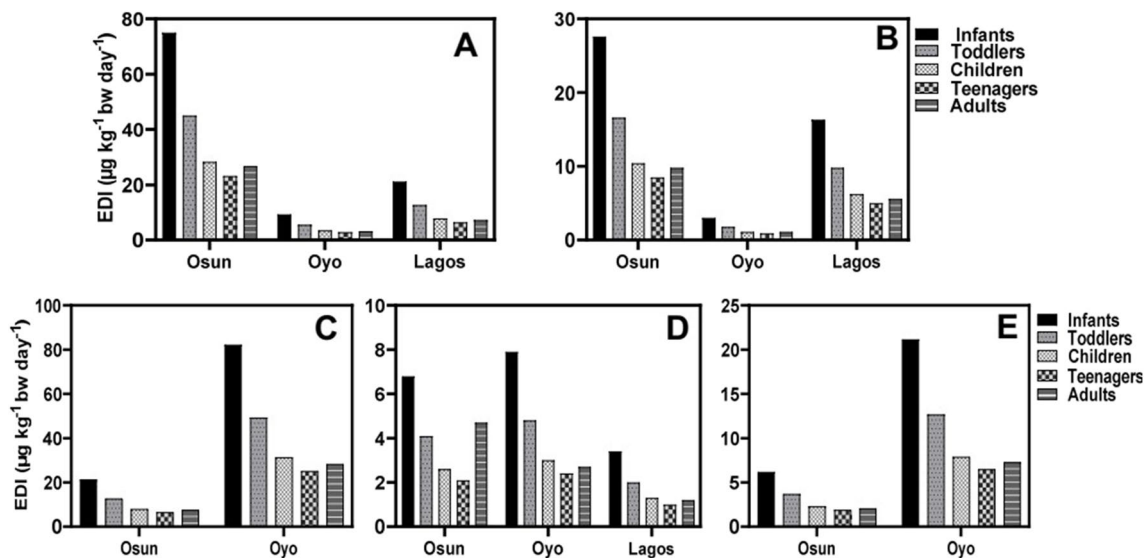 80
60
40
20
0
EDI (µg kg⁻¹ bw day⁻¹)
A
Osun Oyo Lagos
30
20
10
0
B
Osun Oyo Lagos
Infants
Toddlers
Children
Teenagers
Adults
100
80
60
40
20
0
EDI (µg kg⁻¹ bw day⁻¹)
C
Osun Oyo
8
6
4
2
0
D
Osun Oyo Lagos
25
20
15
10
5
0
E
Osun Oyo
Infants
Toddlers
Children
Teenagers
Adults